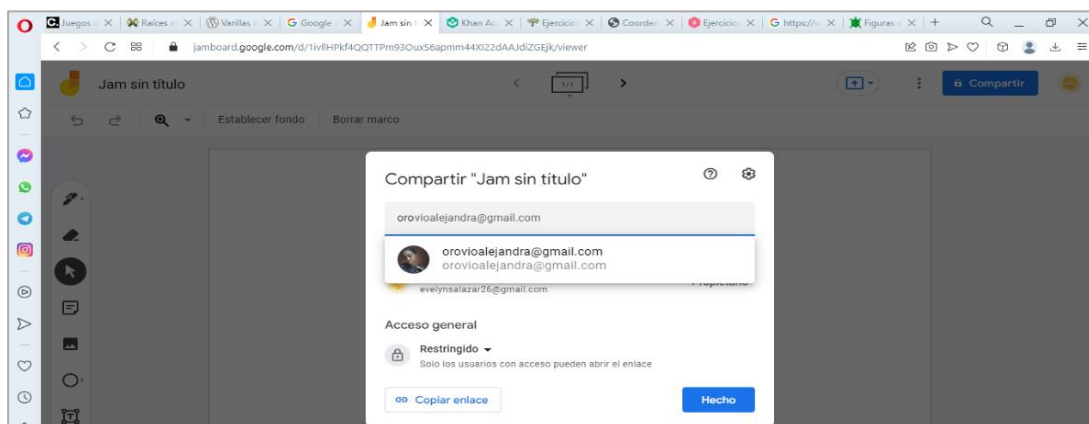 Juegos
Raíces
Varillas
Google
Jam sin
Khan Ac
Ejercicio
Coorden
Ejercicio
https://
Figuras
jamboard.google.com/d/1ivllHPkf4QQTTPm93OuxS6apmm44Xl22dAAJdiZGEjk/viewer
Jam sin título
1/1
Compartir
Establecer fondo
Borrar marco
Compartir "Jam sin título"
orovioalejandra@gmail.com
orovioalejandra@gmail.com
orovioalejandra@gmail.com
evelynsalazar26@gmail.com
Propietario
Acceso general
Restringido
Solo los usuarios con acceso pueden abrir el enlace
Copiar enlace
Hecho